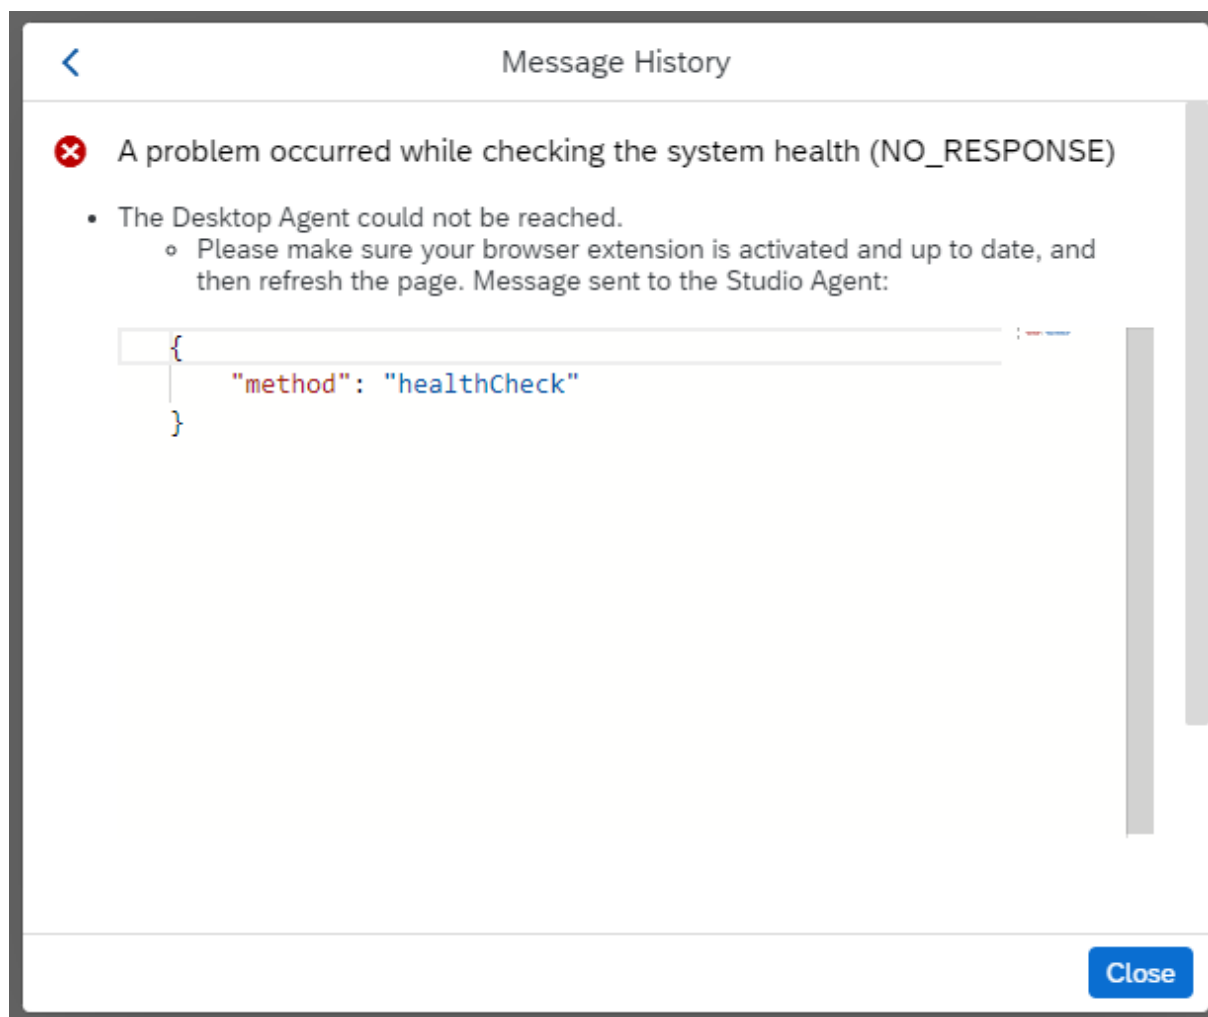 Message History
A problem occurred while checking the system health (NO_RESPONSE)
• The Desktop Agent could not be reached.
◦ Please make sure your browser extension is activated and up to date, and
then refresh the page. Message sent to the Studio Agent:
{
"method": "healthCheck"
}
Close